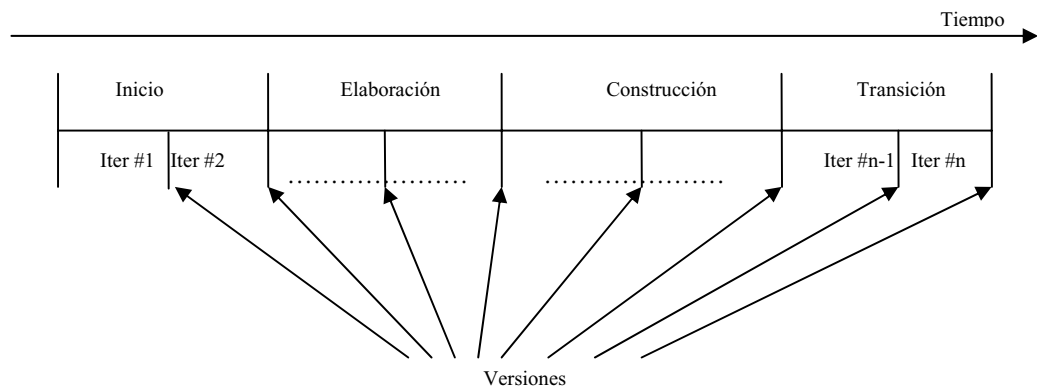 Tiempo
Inicio Elaboración Construcción Transición
Iter #1 Iter #2 Iter #n-1 Iter #n
Versiones